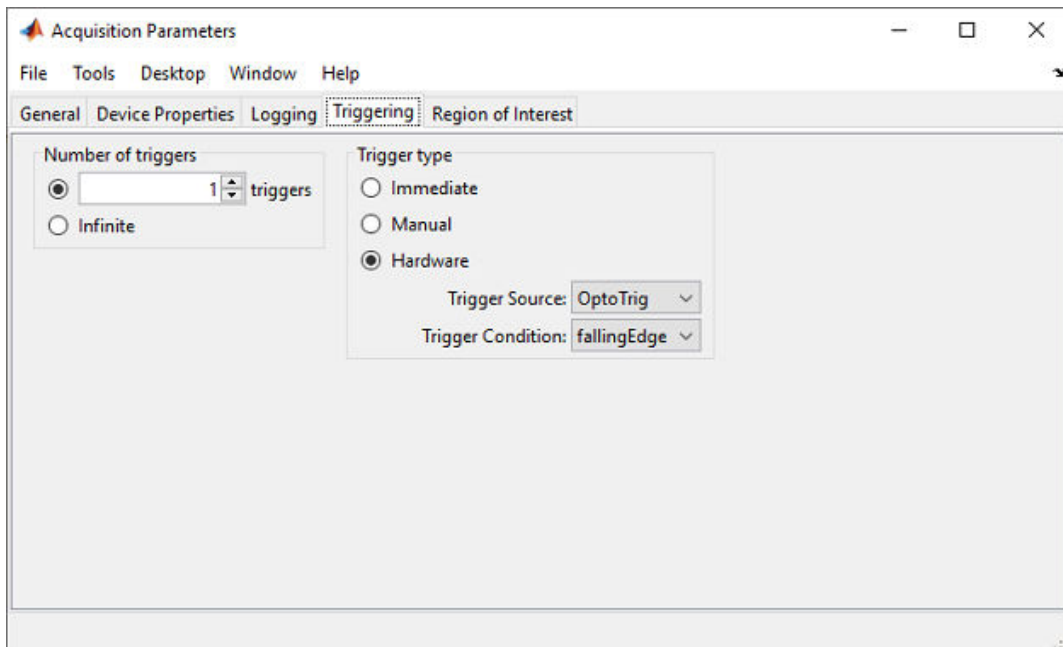 Acquisition Parameters
File Tools Desktop Window Help
General Device Properties Logging Triggering Region of Interest
Number of triggers
1 triggers
Infinite
Trigger type
Immediate
Manual
Hardware
Trigger Source: OptoTrig
Trigger Condition: fallingEdge